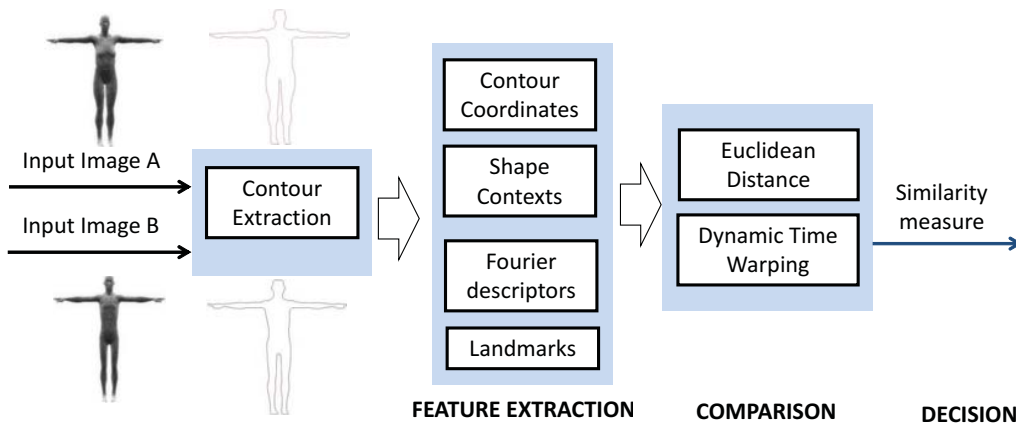 Input Image A
Input Image B
Contour
Extraction
Contour
Coordinates
Shape
Contexts
Fourier
descriptors
Landmarks
Euclidean
Distance
Dynamic Time
Warping
Similarity
measure
FEATURE EXTRACTION
COMPARISON
DECISION